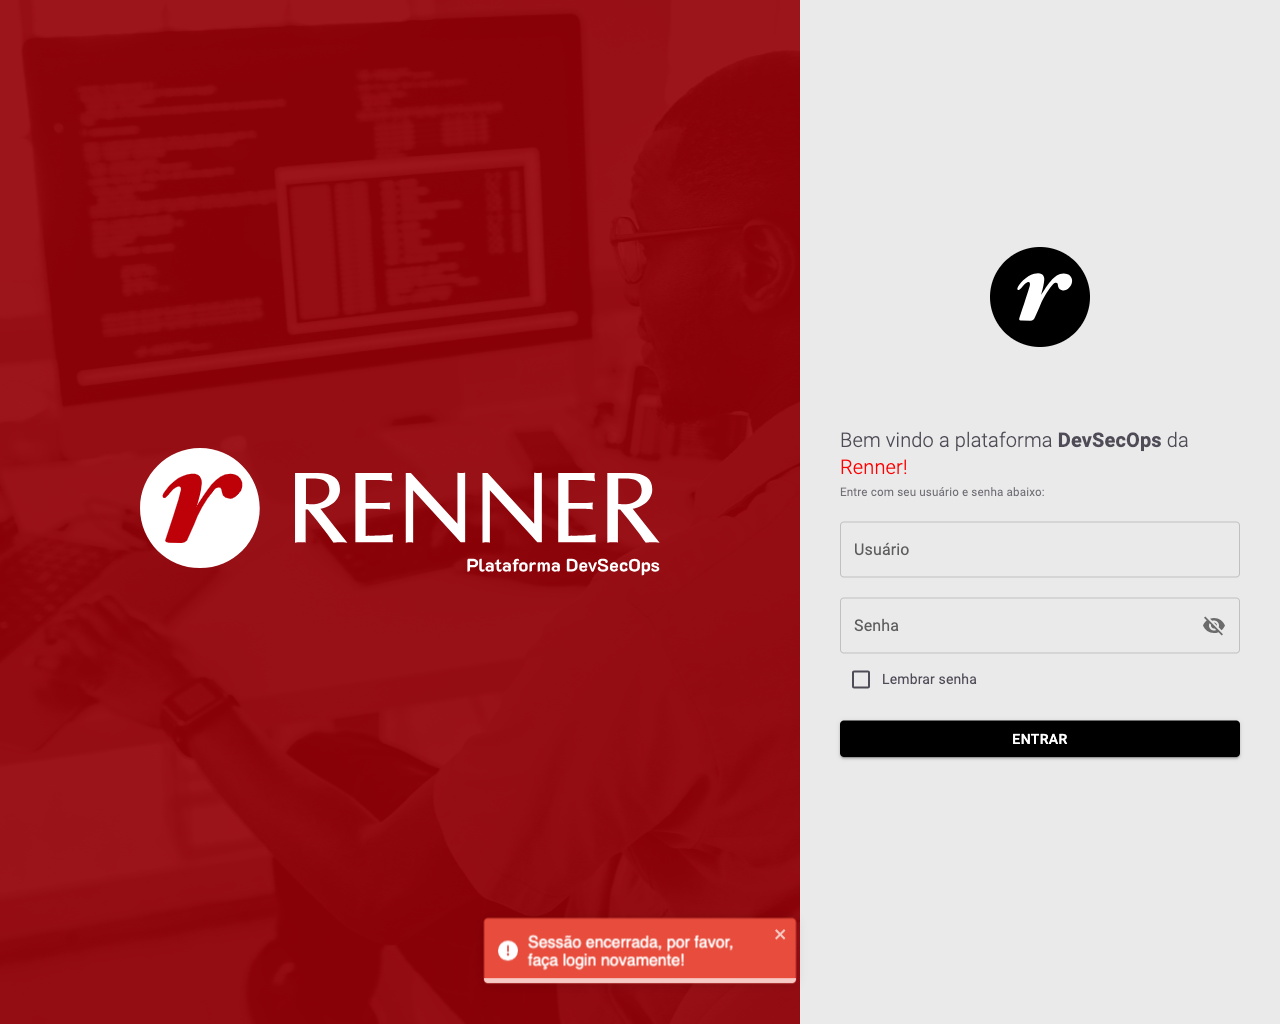 r RENNER
Plataforma DevSecOps
r
Bem vindo a plataforma DevSecOps da
Renner!
Entre com seu usuário e senha abaixo:
Usuário
Senha
Lembrar senha
ENTRAR
Sessão encerrada, por favor,
faça login novamente!